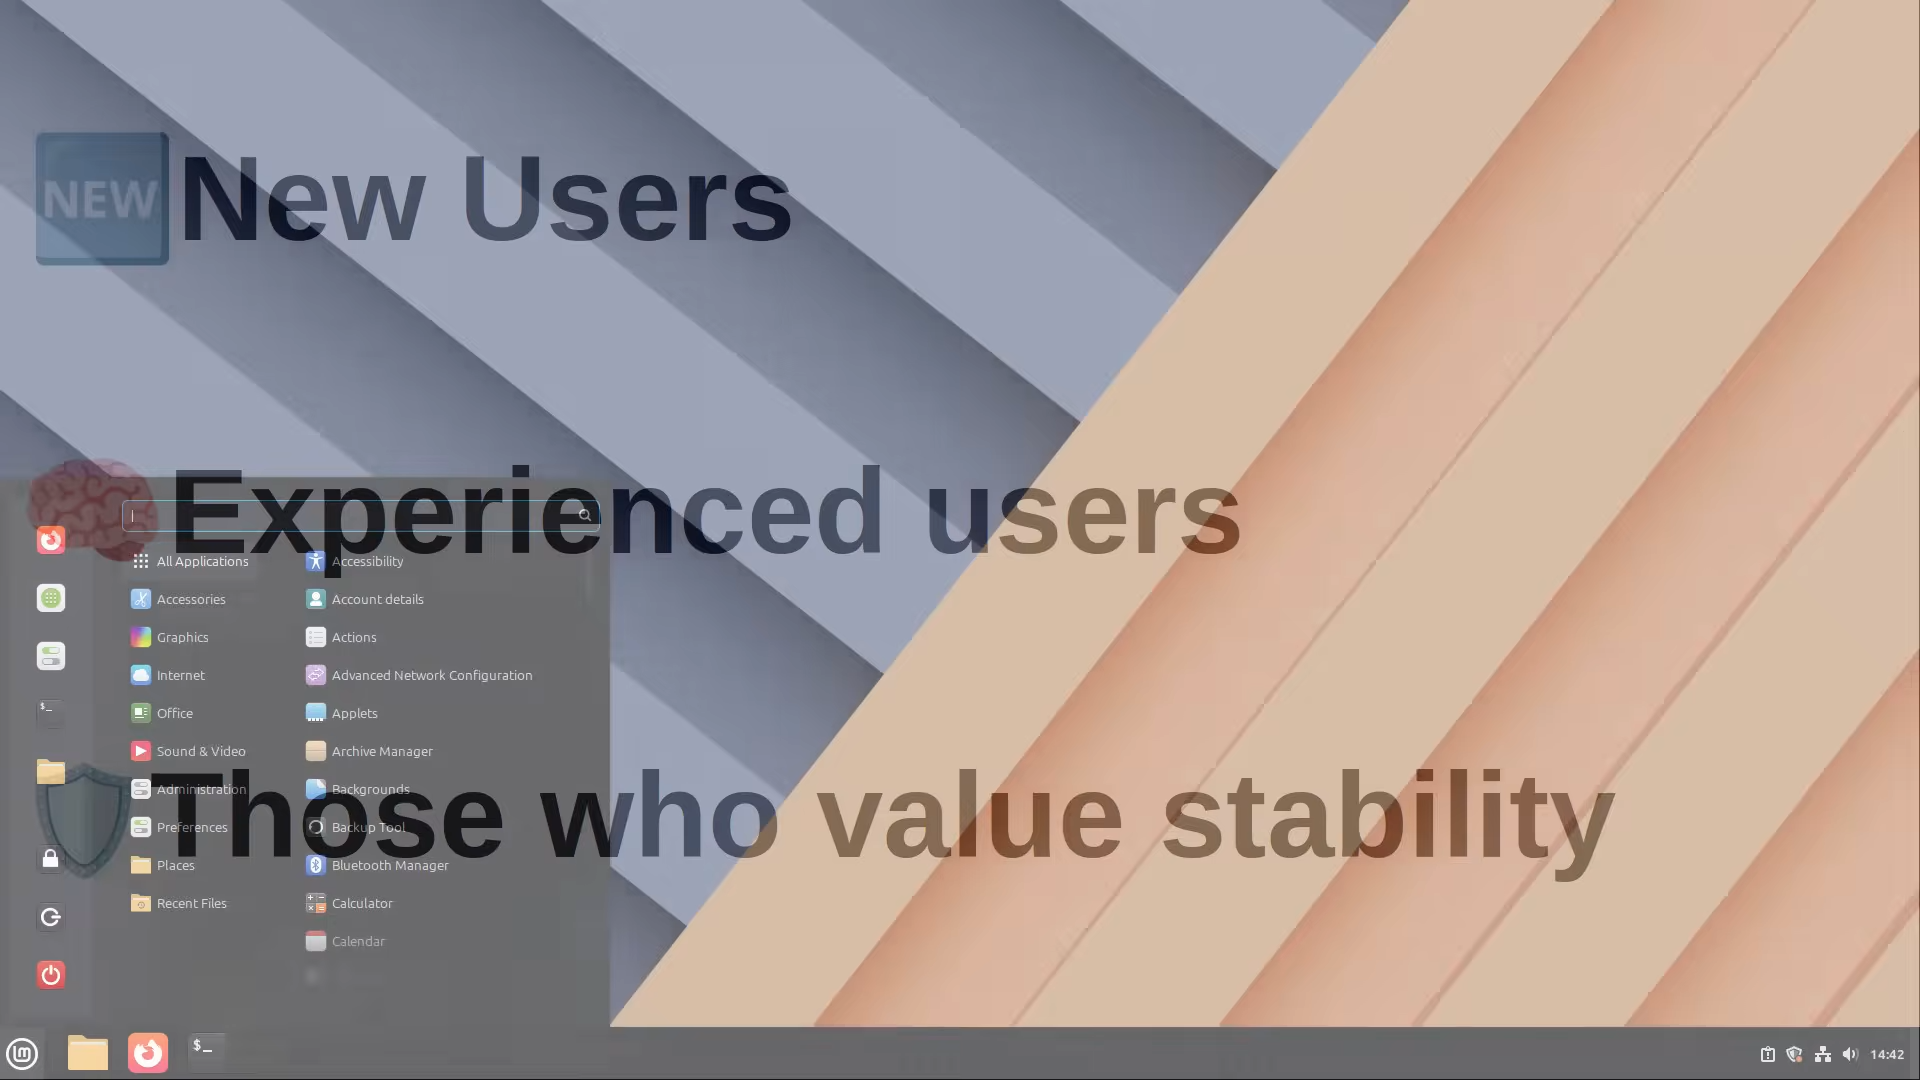 NEW New Users
Experienced users
All Applications
Accessibility
Accessories
Account details
Graphics
Actions
Internet
Advanced Network Configuration
Office
Applets
Sound & Video
Archive Manager
Those who value stability
Administration
Backgrounds
Preferences
Backup Tool
Places
Bluetooth Manager
Recent Files
Calculator
Calendar
$_
$_
14:42